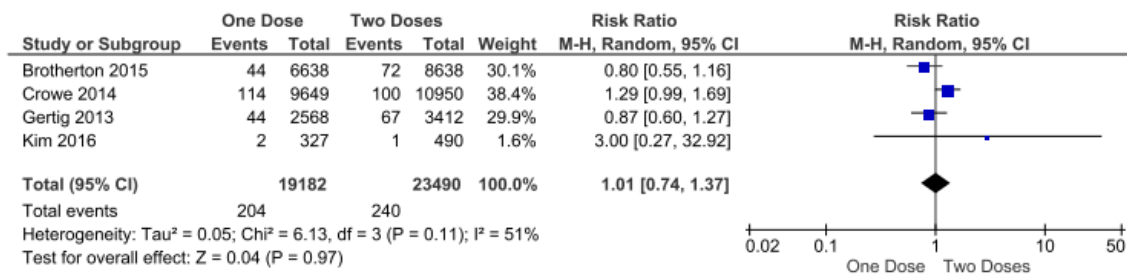 One Dose Two Doses Risk Ratio Risk Ratio
Study or Subgroup Events Total Events Total Weight M-H, Random, 95% CI M-H, Random, 95% CI
Brotherton 2015 44 6638 72 8638 30.1% 0.80 [0.55, 1.16]
Crowe 2014 114 9649 100 10950 38.4% 1.29 [0.99, 1.69]
Gertig 2013 44 2568 67 3412 29.9% 0.87 [0.60, 1.27]
Kim 2016 2 327 1 490 1.6% 3.00 [0.27, 32.92]
Total (95% CI) 19182 23490 100.0% 1.01 [0.74, 1.37]
Total events 204 240
Heterogeneity: Tau² = 0.05; Chi² = 6.13, df = 3 (P = 0.11); I² = 51%
Test for overall effect: Z = 0.04 (P = 0.97)
0.02 0.1 1 10 50
One Dose Two Doses